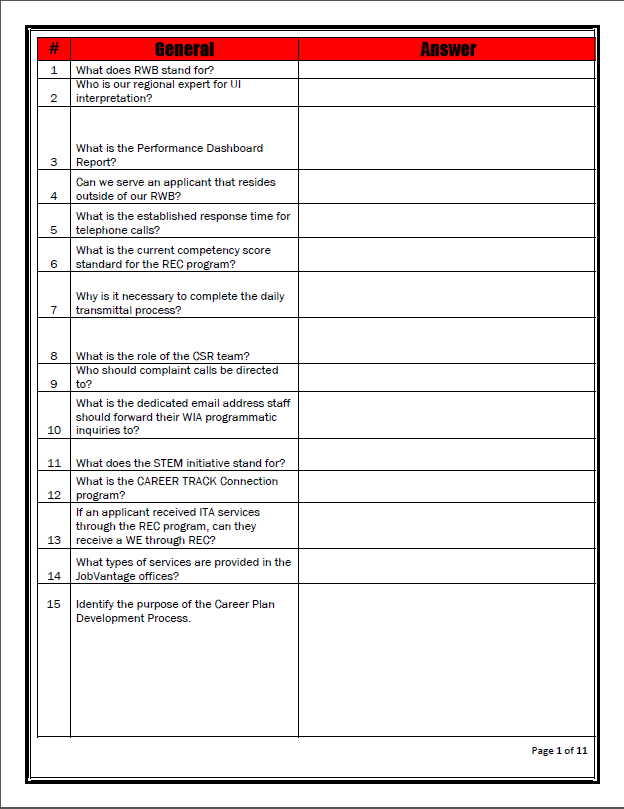 # General Answer
1 What does RWB stand for?
Who is our regional expert for UI
2 interpretation?
What is the Performance Dashboard
3 Report?
Can we serve an applicant that resides
4 outside of our RWB?
What is the established response time for
5 telephone calls?
What is the current competency score
6 standard for the REC program?
Why is it necessary to complete the daily
7 transmittal process?
8 What is the role of the CSR team?
Who should complaint calls be directed
9 to?
What is the dedicated email address staff
should forward their WIA programmatic
10 inquiries to?
11 What does the STEM initiative stand for?
What is the CAREER TRACK Connection
12 program?
If an applicant received ITA services
through the REC program, can they
13 receive a WE through REC?
What types of services are provided in the
14 JobVantage offices?
15 Identify the purpose of the Career Plan
Development Process.
Page 1 of 11